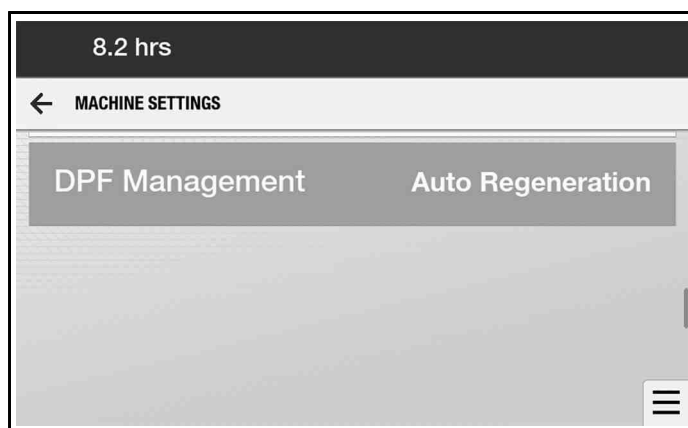 8.2 hrs
MACHINE SETTINGS
DPF Management Auto Regeneration